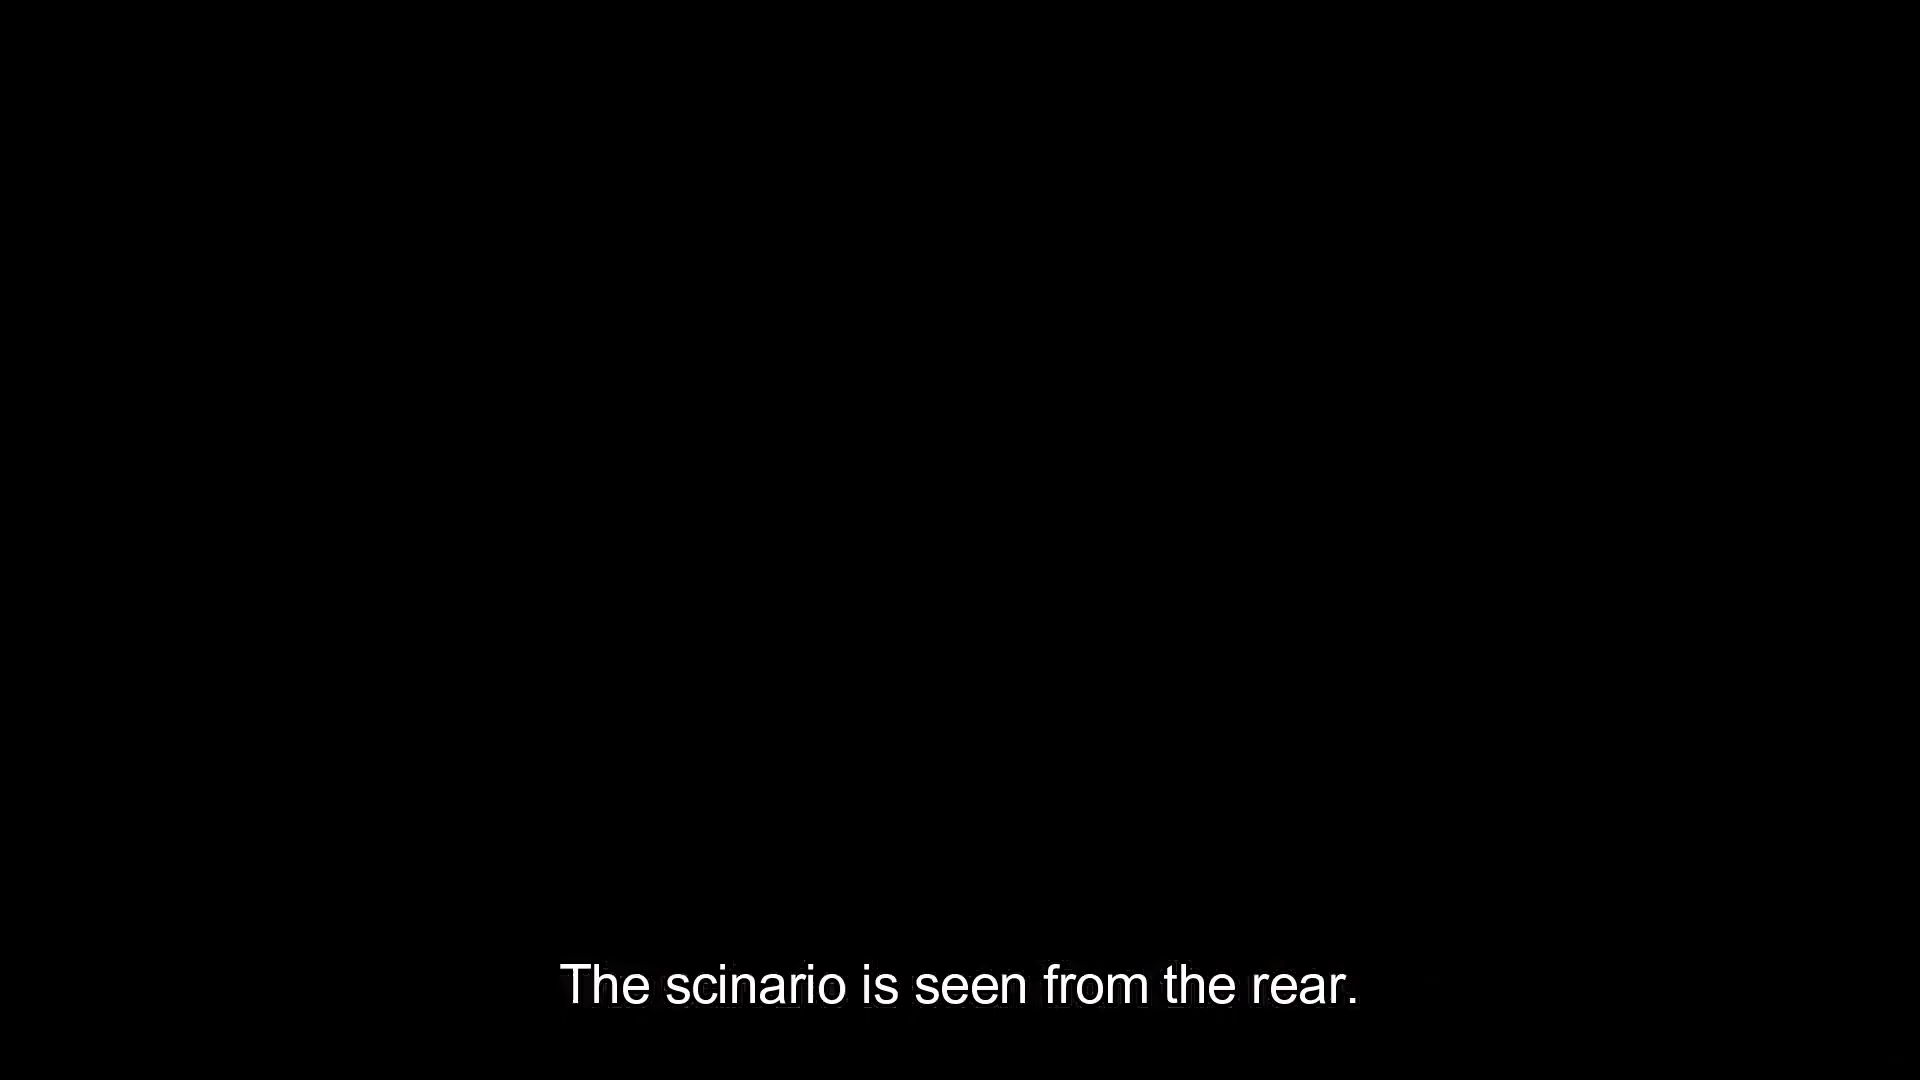 The scinario is seen from the rear.